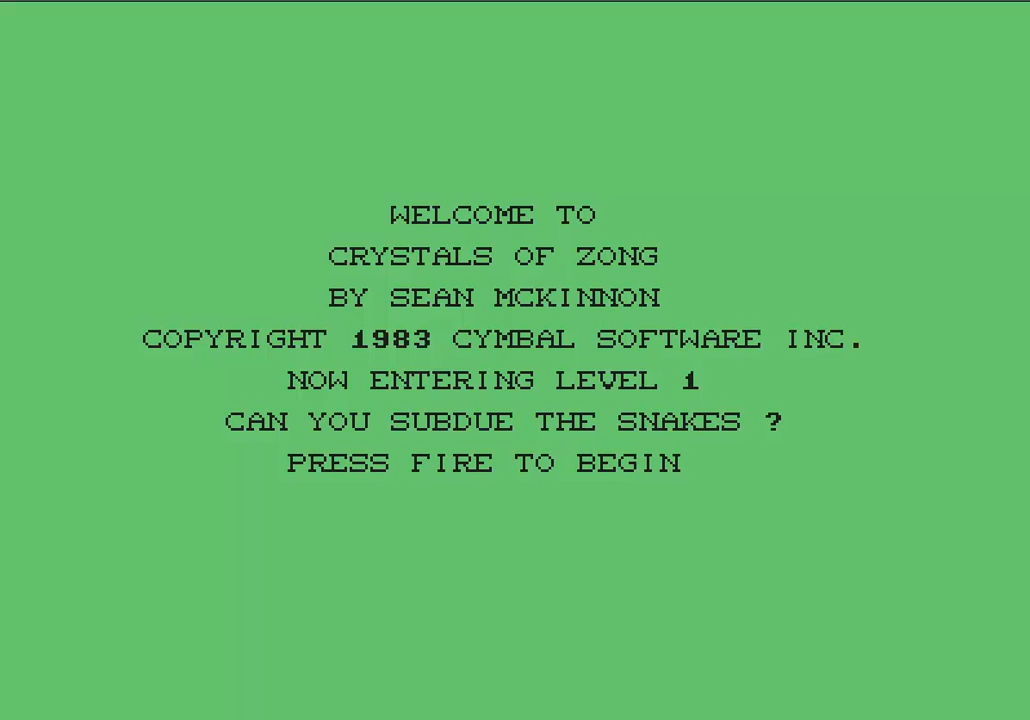 WELCOME TO
CRYSTALS OF ZONG
BY SEAN MCKINNON
COPYRIGHT 1983 CYMBAL SOFTWARE INC.
NOW ENTERING LEVEL 1
CAN YOU SUBDUE THE SNAKES ?
PRESS FIRE TO BEGIN